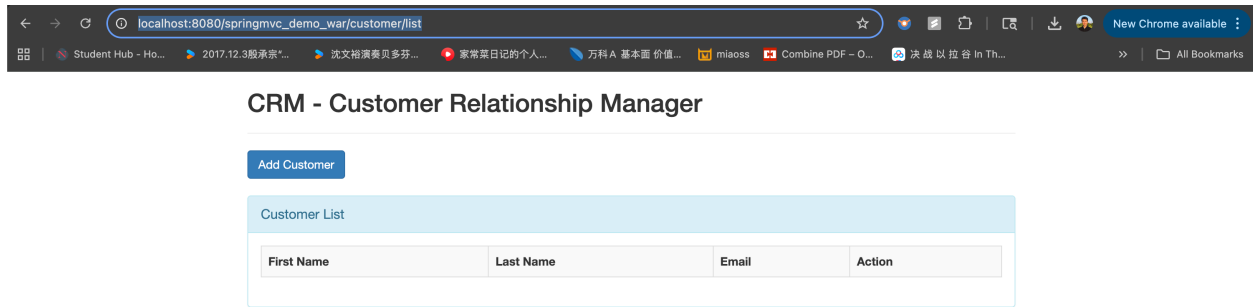 localhost:8080/springmvc_demo_war/customer/list
New Chrome available
Student Hub - Ho...
2017.12.3殷承宗“...
沈文裕演奏贝多芬...
家常菜日记的个人...
万科A 基本面 价值...
miaoss
Combine PDF – O...
决 战 以 拉 谷 In Th...
All Bookmarks
CRM - Customer Relationship Manager
Add Customer
Customer List
First Name Last Name Email Action